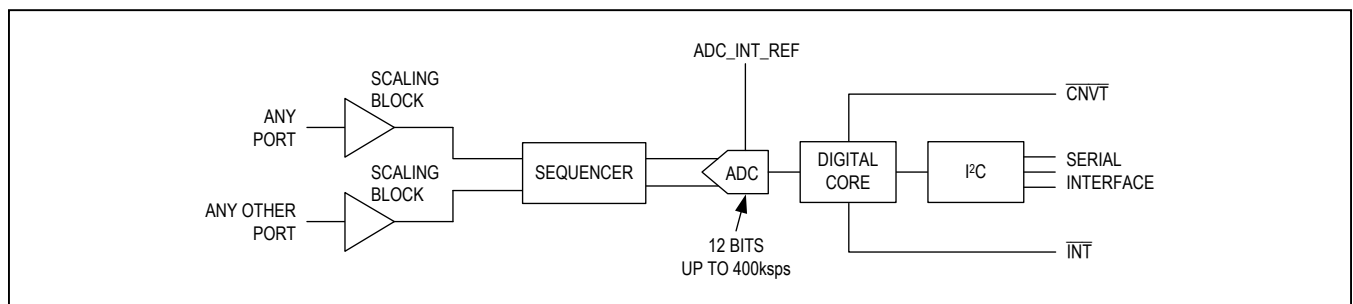 ADC_INT_REF
SCALING
BLOCK
ANY
PORT
SCALING
BLOCK
ANY OTHER
PORT
SEQUENCER
ADC
12 BITS
UP TO 400ksps
DIGITAL
CORE
I²C
CNVT
SERIAL
INTERFACE
INT